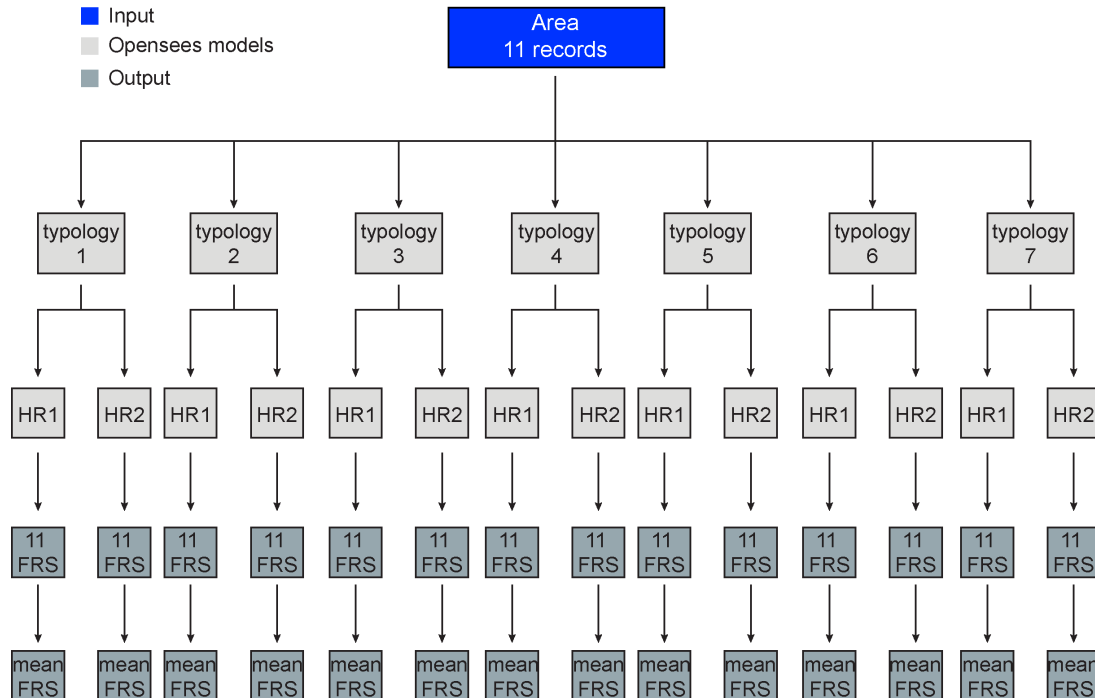 Input
Opensees models
Output
Area
11 records
typology
1
typology
2
typology
3
typology
4
typology
5
typology
6
typology
7
HR1
HR2
HR1
HR2
HR1
HR2
HR1
HR2
HR1
HR2
HR1
HR2
HR1
HR2
11
FRS
11
FRS
11
FRS
11
FRS
11
FRS
11
FRS
11
FRS
11
FRS
11
FRS
11
FRS
11
FRS
11
FRS
11
FRS
11
FRS
mean
FRS
mean
FRS
mean
FRS
mean
FRS
mean
FRS
mean
FRS
mean
FRS
mean
FRS
mean
FRS
mean
FRS
mean
FRS
mean
FRS
mean
FRS
mean
FRS